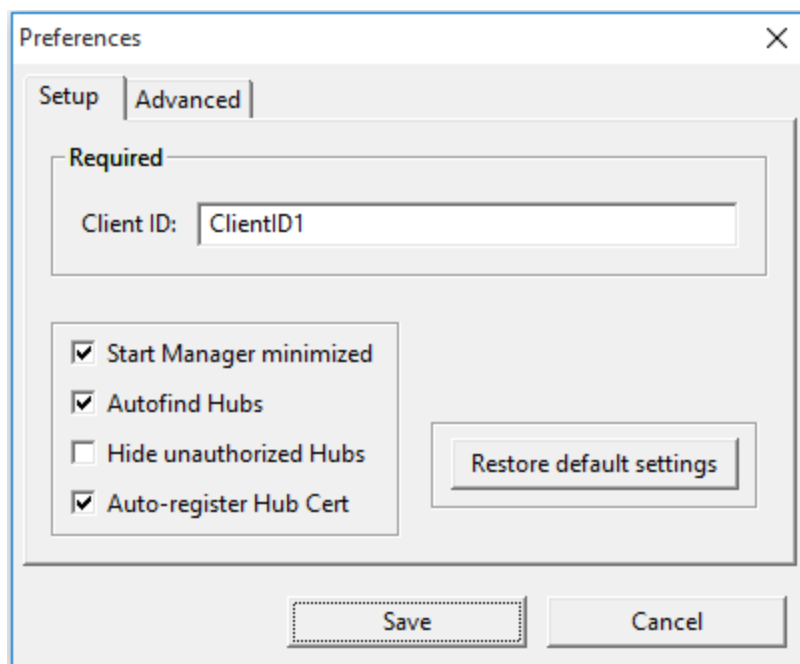 Preferences
Setup
Advanced
Required
Client ID: ClientID1
Start Manager minimized
Autofind Hubs
Hide unauthorized Hubs
Auto-register Hub Cert
Restore default settings
Save
Cancel